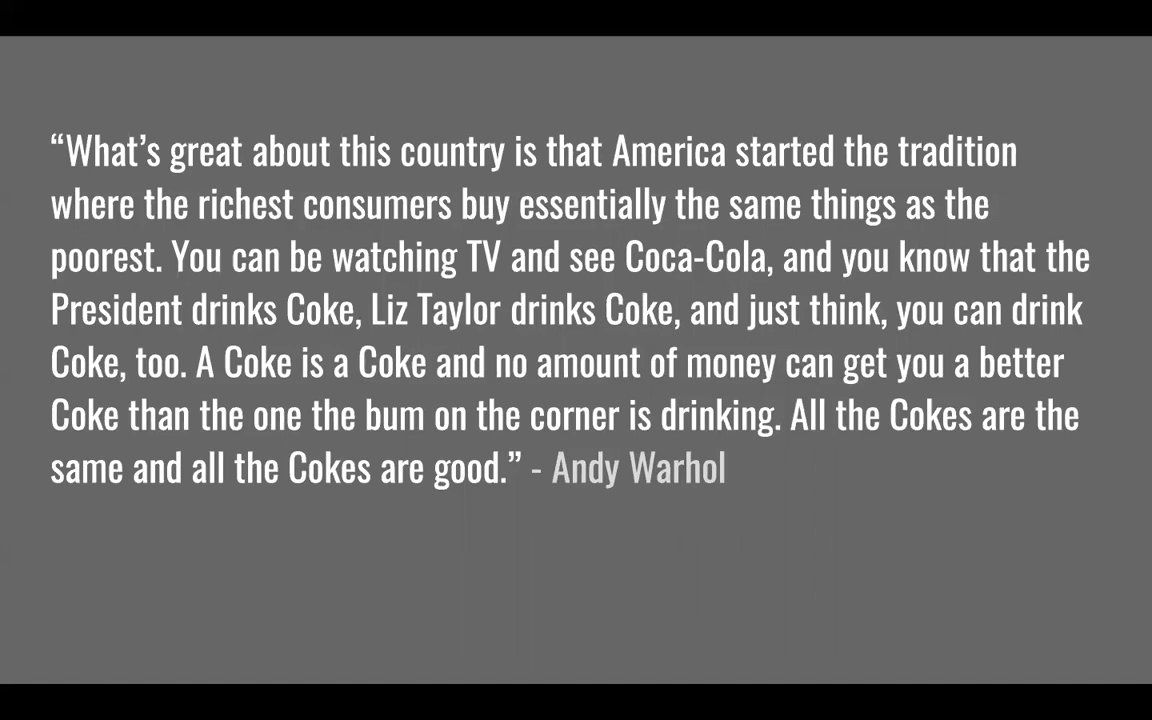 “What’s great about this country is that America started the tradition
where the richest consumers buy essentially the same things as the
poorest. You can be watching TV and see Coca-Cola, and you know that the
President drinks Coke, Liz Taylor drinks Coke, and just think, you can drink
Coke, too. A Coke is a Coke and no amount of money can get you a better
Coke than the one the bum on the corner is drinking. All the Cokes are the
same and all the Cokes are good.” - Andy Warhol